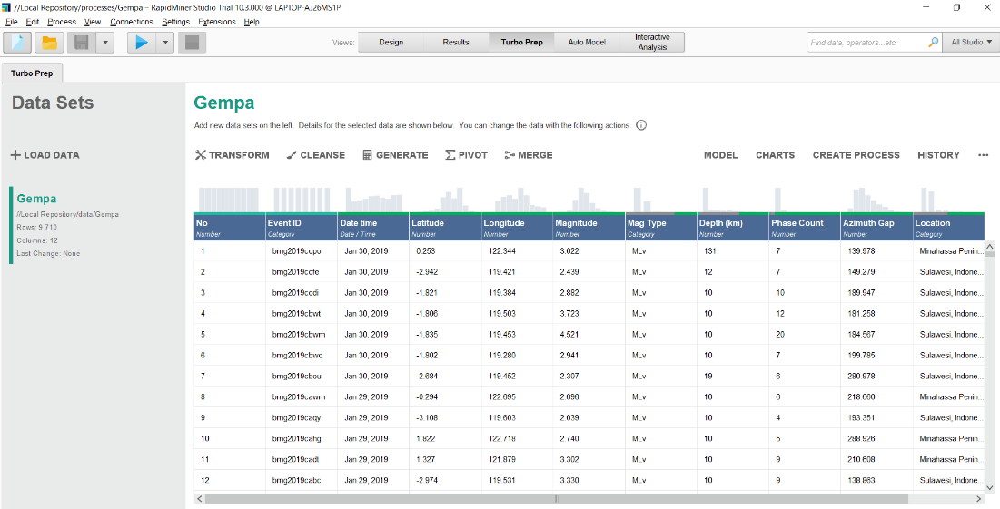 //Local Repository/processes/Gempa – RapidMiner Studio Trial 10.3.000 @ LAPTOP-AJ26MS1P
File Edit Process View Connections Settings Extensions Help
Views: Design Results Turbo Prep Auto Model Interactive Analysis Find data, operators...etc All Studio ▼
Turbo Prep
Data Sets
+ LOAD DATA
Gempa
//Local Repository/data/Gempa
Rows: 9,710
Columns: 12
Last Change: None
Gempa
Add new data sets on the left. Details for the selected data are shown below. You can change the data with the following actions
TRANSFORM CLEANSE GENERATE PIVOT MERGE MODEL CHARTS CREATE PROCESS HISTORY ...
No Event ID Date time Latitude Longitude Magnitude Mag Type Depth (km) Phase Count Azimuth Gap Location
Number Category Date / Time Number Number Number Category Number Number Number Category
1 bmg2019ccpo Jan 30, 2019 0.253 122.344 3.022 MLv 131 7 139.978 Minahassa Penin...
2 bmg2019ccfe Jan 30, 2019 -2.942 119.421 2.439 MLv 12 7 149.279 Sulawesi, Indone...
3 bmg2019ccdi Jan 30, 2019 -1.821 119.384 2.882 MLv 10 10 189.947 Sulawesi, Indone...
4 bmg2019cbwt Jan 30, 2019 -1.806 119.503 3.723 MLv 10 12 181.258 Sulawesi, Indone...
5 bmg2019cbwm Jan 30, 2019 -1.835 119.453 4.521 MLv 10 20 184.567 Sulawesi, Indone...
6 bmg2019cbwc Jan 30, 2019 -1.802 119.280 2.941 MLv 10 7 199.785 Sulawesi, Indone...
7 bmg2019cbou Jan 30, 2019 -2.684 119.452 2.307 MLv 19 6 280.978 Sulawesi, Indone...
8 bmg2019cawm Jan 29, 2019 -0.294 122.695 2.696 MLv 10 6 218.660 Minahassa Penin...
9 bmg2019caqy Jan 29, 2019 -3.108 119.603 2.039 MLv 10 4 193.351 Sulawesi, Indone...
10 bmg2019cahg Jan 29, 2019 1.822 122.718 2.740 MLv 10 5 288.926 Minahassa Penin...
11 bmg2019cadt Jan 29, 2019 1.327 121.879 3.302 MLv 10 9 210.608 Minahassa Penin...
12 bmg2019cabc Jan 29, 2019 -2.974 119.531 3.330 MLv 10 9 138.863 Sulawesi, Indone...